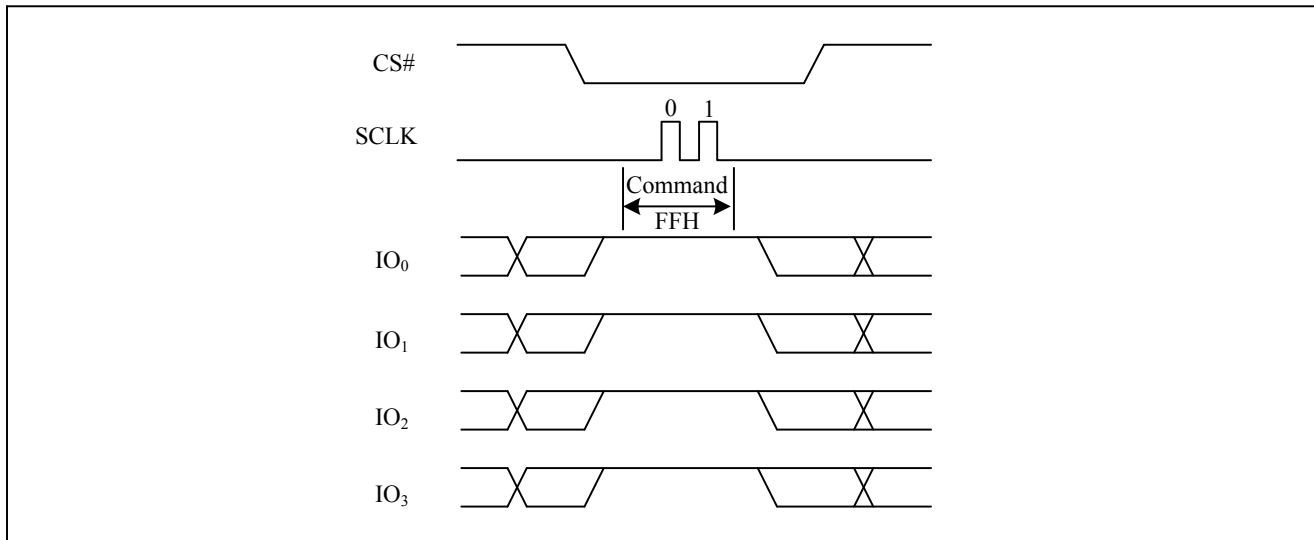 CS#
0 1
SCLK
Command
FFH
IO₀
IO₁
IO₂
IO₃